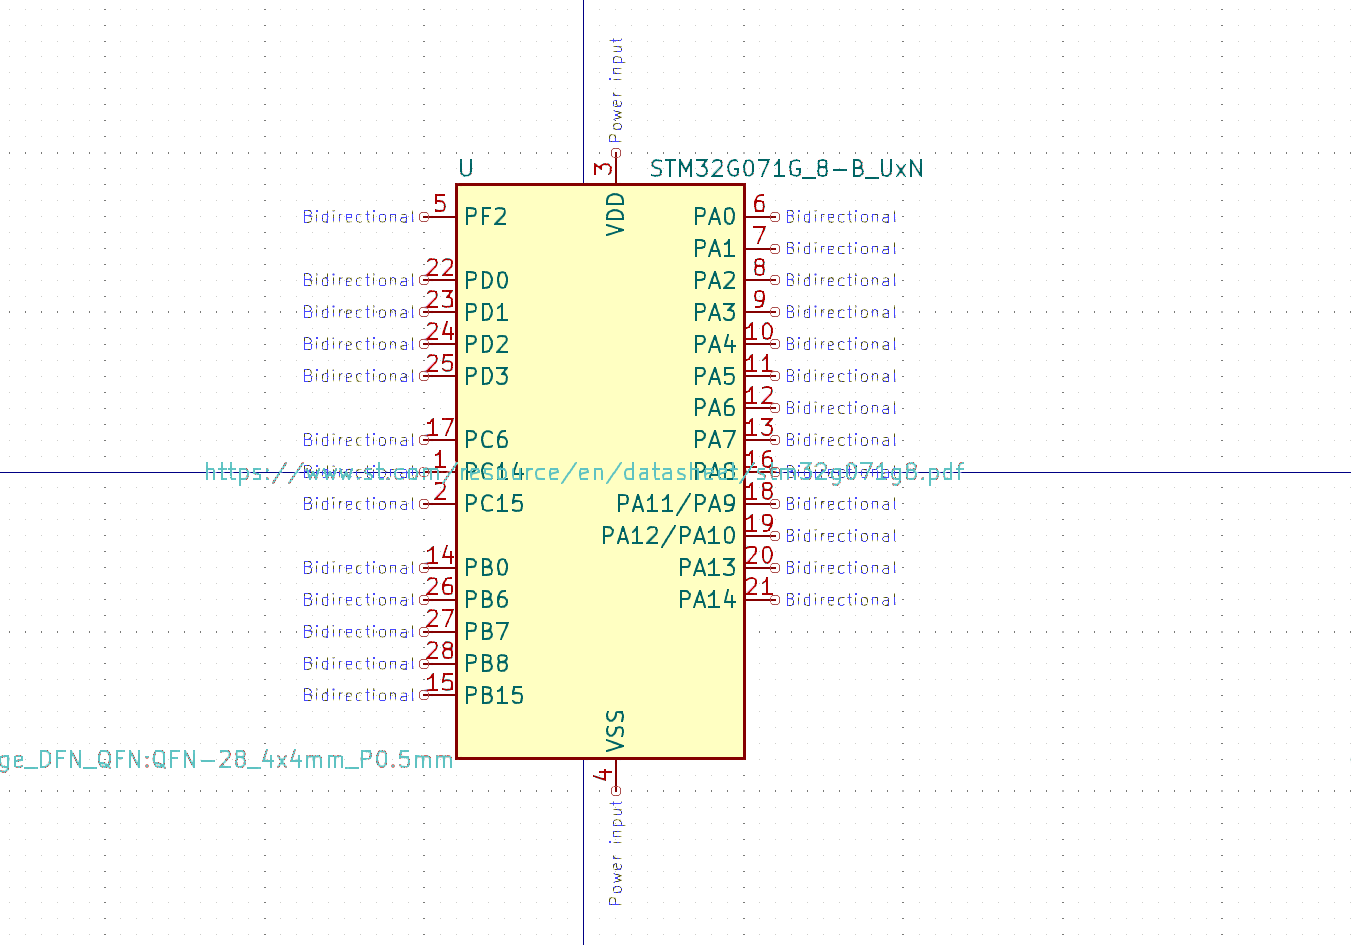 Power input
3
U STM32G071G_8-B_UxN
VDD
Bidirectional 5 PF2 PA0 6 Bidirectional
PA1 7 Bidirectional
Bidirectional 22 PD0 PA2 8 Bidirectional
Bidirectional 23 PD1 PA3 9 Bidirectional
Bidirectional 24 PD2 PA4 10 Bidirectional
Bidirectional 25 PD3 PA5 11 Bidirectional
PA6 12 Bidirectional
Bidirectional 17 PC6 PA7 13 Bidirectional
Bidirectional 1 PC14 PA8 16 Bidirectional
https://www.st.com/resource/en/datasheet/stm32g071g8.pdf
Bidirectional 2 PC15 PA11/PA9 18 Bidirectional
PA12/PA10 19 Bidirectional
Bidirectional 14 PB0 PA13 20 Bidirectional
Bidirectional 26 PB6 PA14 21 Bidirectional
Bidirectional 27 PB7
Bidirectional 28 PB8
Bidirectional 15 PB15
VSS
ge_DFN_QFN:QFN-28_4x4mm_P0.5mm
4
Power input